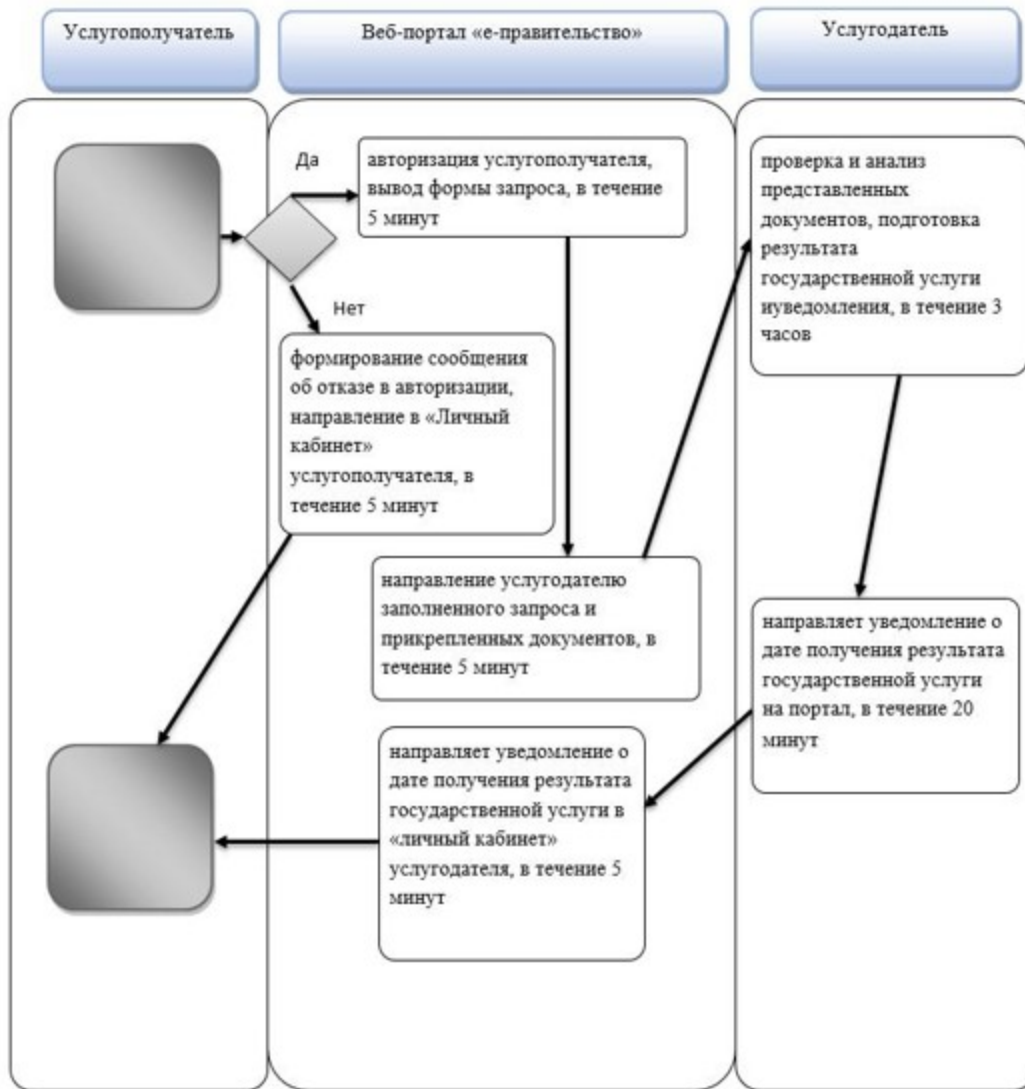 Услугополучатель
Веб-портал «е-правительство»
Услугодатель
Да
авторизация услугополучателя,
вывод формы запроса, в течение
5 минут
Нет
формирование сообщения
об отказе в авторизации,
направление в «Личный
кабинет»
услугополучателя, в
течение 5 минут
направление услугодателю
заполненного запроса и
прикрепленных документов, в
течение 5 минут
проверка и анализ
представленных
документов, подготовка
результата
государственной услуги
иуведомления, в течение 3
часов
направляет уведомление о
дате получения результата
государственной услуги
на портал, в течение 20
минут
направляет уведомление о
дате получения результата
государственной услуги в
«личный кабинет»
услугодателя, в течение 5
минут